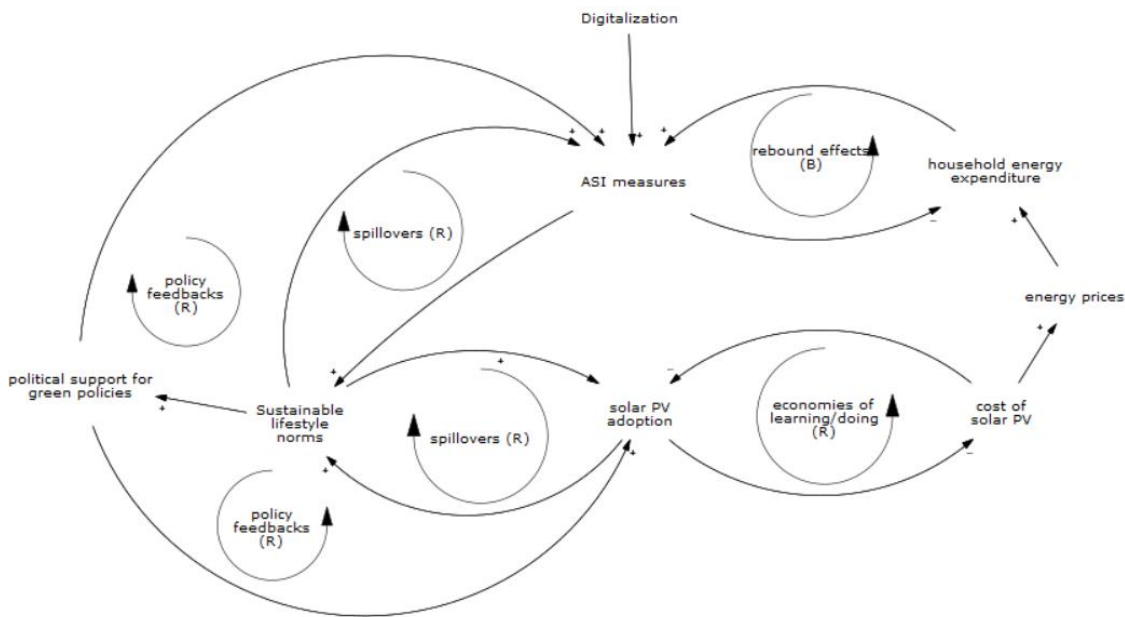 Digitalization
rebound effects
(B)
household energy
expenditure
ASI measures
spillovers (R)
policy
feedbacks
(R)
energy prices
political support for
green policies
Sustainable
lifestyle
norms
spillovers (R)
solar PV
adoption
economies of
learning/doing
(R)
cost of
solar PV
policy
feedbacks
(R)